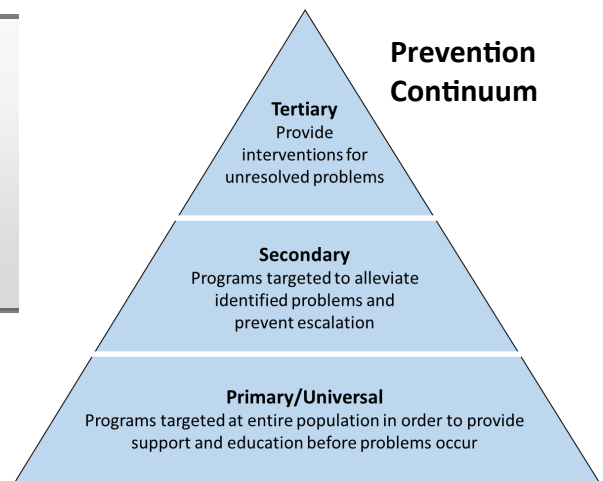 Prevention
Continuum
Tertiary
Provide
interventions for
unresolved problems
Secondary
Programs targeted to alleviate
identified problems and
prevent escalation
Primary/Universal
Programs targeted at entire population in order to provide
support and education before problems occur